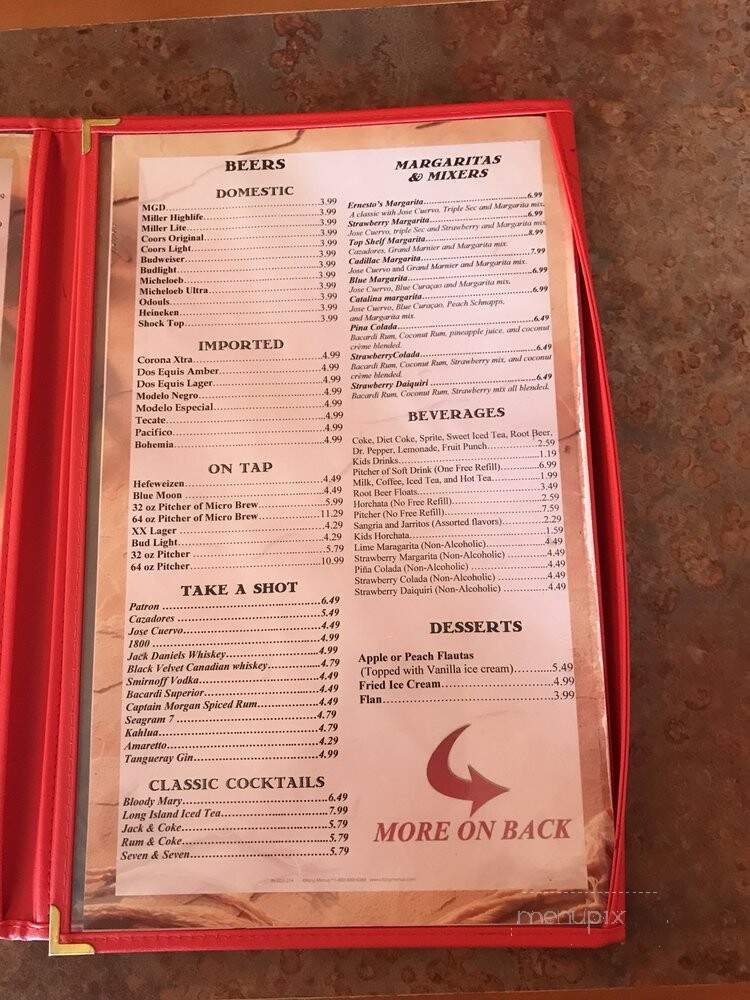 BEERS
DOMESTIC
MGD 3.99
Miller Highlife 3.99
Miller Lite 3.99
Coors Original 3.99
Coors Light 3.99
Budweiser 3.99
Budlight 3.99
Micheloeb 3.99
Micheloeb Ultra 3.99
Odouls 3.99
Heineken 3.99
Shock Top 3.99
IMPORTED
Corona Xtra 4.99
Dos Equis Amber 4.99
Dos Equis Lager 4.99
Modelo Negro 4.99
Modelo Especial 4.99
Tecate 4.99
Pacifico 4.99
Bohemia 4.99
ON TAP
Hefeweizen 4.49
Blue Moon 4.49
32 oz Pitcher of Micro Brew 5.99
64 oz Pitcher of Micro Brew 11.29
XX Lager 4.29
Bud Light 4.29
32 oz Pitcher 5.79
64 oz Pitcher 10.99
TAKE A SHOT
Patron 6.49
Cazadores 5.49
Jose Cuervo 4.49
1800 4.99
Jack Daniels Whiskey 4.99
Black Velvet Canadian whiskey 4.79
Smirnoff Vodka 4.49
Bacardi Superior 4.49
Captain Morgan Spiced Rum 4.49
Seagram 7 4.79
Kahlua 4.79
Amaretto 4.29
Tangueray Gin 4.99
CLASSIC COCKTAILS
Bloody Mary 6.49
Long Island Iced Tea 7.99
Jack & Coke 5.79
Rum & Coke 5.79
Seven & Seven 5.79
MARGARITAS
& MIXERS
Ernesto's Margarita 6.99
A classic with Jose Cuervo, Triple Sec and Margarita mix.
Strawberry Margarita 6.99
Jose Cuervo, triple Sec and Strawberry and Margarita mix.
Top Shelf Margarita 8.99
Cazadores, Grand Marnier and Margarita mix.
Cadillac Margarita 7.99
Jose Cuervo and Grand Marnier and Margarita mix.
Blue Margarita 6.99
Jose Cuervo, Blue Curaçao and Margarita mix.
Catalina margarita 6.99
Jose Cuervo, Blue Curaçao, Peach Schnapps,
and Margarita mix.
Pina Colada 6.49
Bacardi Rum, Coconut Rum, pineapple juice, and coconut
crème blended.
StrawberryColada 6.49
Bacardi Rum, Coconut Rum, Strawberry mix, and coconut
crème blended.
Strawberry Daiquiri 6.49
Bacardi Rum, Coconut Rum, Strawberry mix all blended.
BEVERAGES
Coke, Diet Coke, Sprite, Sweet Iced Tea, Root Beer,
Dr. Pepper, Lemonade, Fruit Punch 2.59
Kids Drinks 1.19
Pitcher of Soft Drink (One Free Refill) 6.99
Milk, Coffee, Iced Tea, and Hot Tea 1.99
Root Beer Floats 3.49
Horchata (No Free Refill) 2.59
Pitcher (No Free Refill) 7.59
Sangria and Jarritos (Assorted flavors) 2.29
Kids Horchata 1.59
Lime Maragarita (Non-Alcoholic) 4.49
Strawberry Margarita (Non-Alcoholic) 4.49
Piña Colada (Non-Alcoholic) 4.49
Strawberry Colada (Non-Alcoholic) 4.49
Strawberry Daiquiri (Non-Alcoholic) 4.49
DESSERTS
Apple or Peach Flautas
(Topped with Vanilla ice cream) 5.49
Fried Ice Cream 4.99
Flan 3.99
MORE ON BACK
menupix